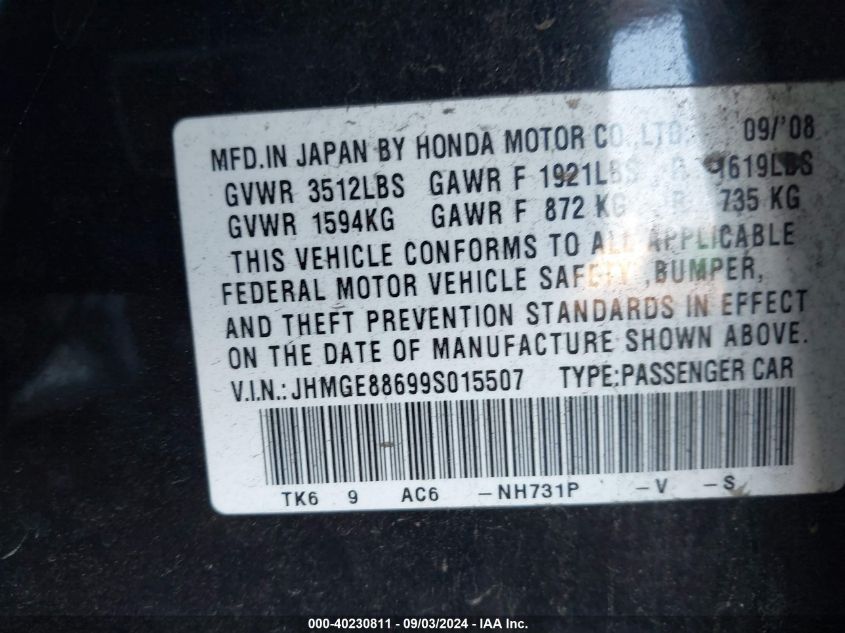 MFD.IN JAPAN BY HONDA MOTOR CO.,LTD. 09/'08
GVWR 3512LBS GAWR F 1921LBS R 1619LBS
GVWR 1594KG GAWR F 872 KG R 735 KG
THIS VEHICLE CONFORMS TO ALL APPLICABLE
FEDERAL MOTOR VEHICLE SAFETY ,BUMPER,
AND THEFT PREVENTION STANDARDS IN EFFECT
ON THE DATE OF MANUFACTURE SHOWN ABOVE.
V.I.N.:JHMGE88699S015507 TYPE:PASSENGER CAR
TK6 9 AC6 -NH731P -V -S
000-40230811 - 09/03/2024 - IAA Inc.